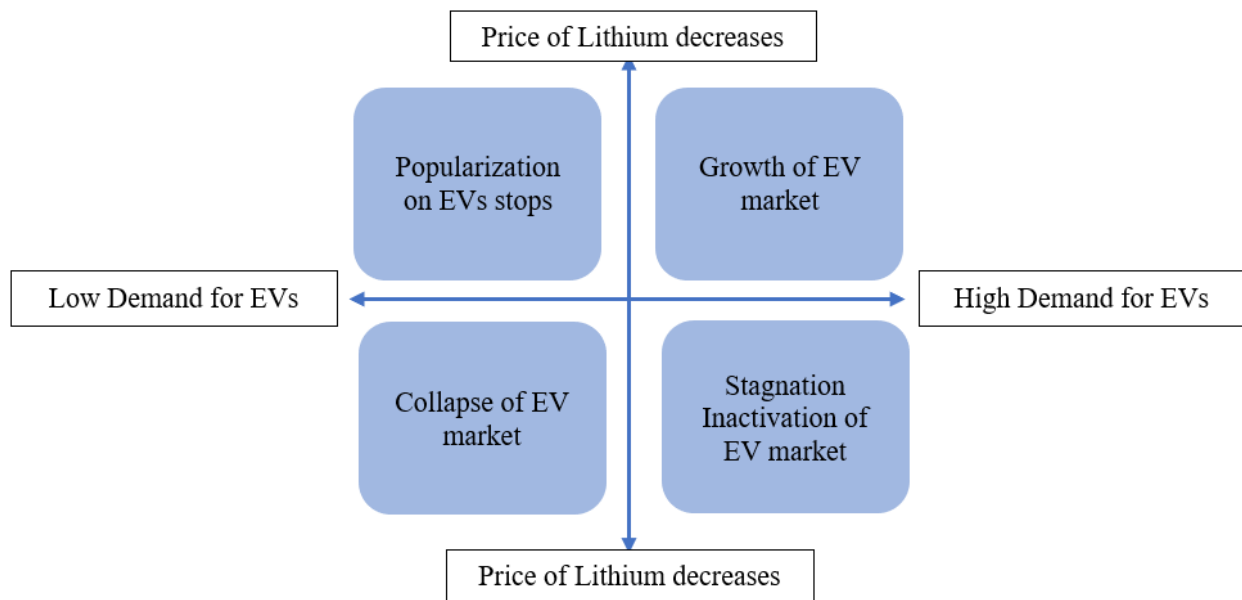 Price of Lithium decreases
Popularization
on EVs stops
Growth of EV
market
Low Demand for EVs
High Demand for EVs
Collapse of EV
market
Stagnation
Inactivation of
EV market
Price of Lithium decreases